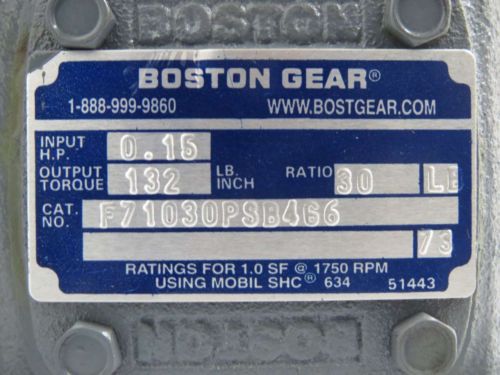 BOSTON
BOSTON GEAR®
1-888-999-9860 WWW.BOSTGEAR.COM
INPUT H.P. 0.15
OUTPUT TORQUE 132 LB. INCH RATIO 30 LB
CAT. NO. F71030PSB466
73
RATINGS FOR 1.0 SF @ 1750 RPM
USING MOBIL SHC® 634 51443
BOSTON